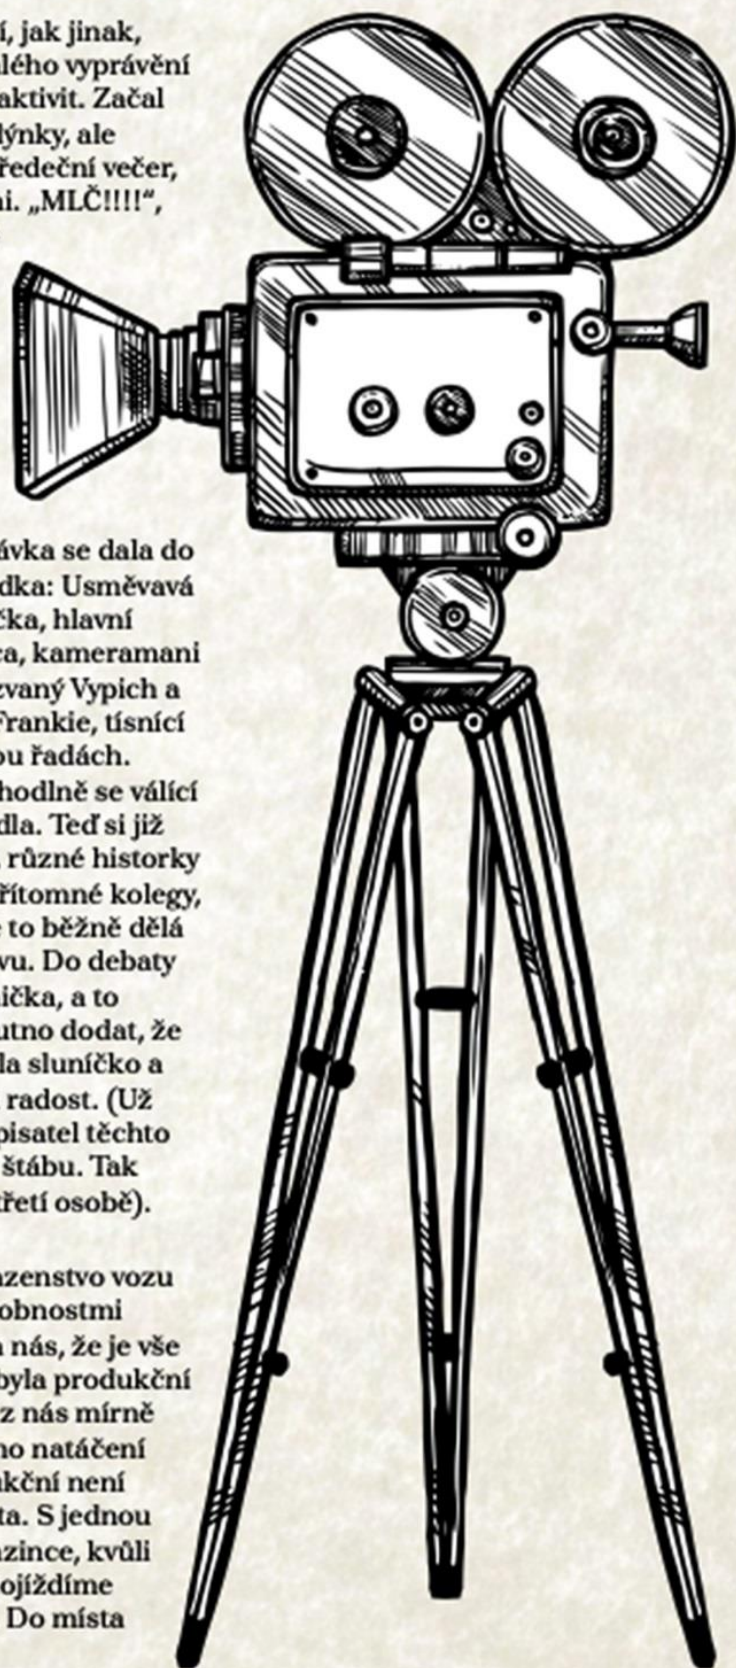 í, jak jinak,
lého vyprávění
aktivit. Začal
lýnky, ale
ředeční večer,
ni. „MLČ!!!!“,
ávka se dala do
dka: Usměvavá
čka, hlavní
ca, kameramani
zvaný Vypich a
Frankie, tísnící
ou řadách.
hodlně se válící
dla. Teď si již
různé historky
řítomné kolegy,
e to běžně dělá
vu. Do debaty
ička, a to
utno dodat, že
la sluníčko a
radost. (Už
pisatel těchto
štábu. Tak
řetí osobě).
azenstvo vozu
obnostmi
nás, že je vše
byla produkční
z nás mírně
ho natáčení
kční není
ta. S jednou
zince, kvůli
ojíždíme
Do místa